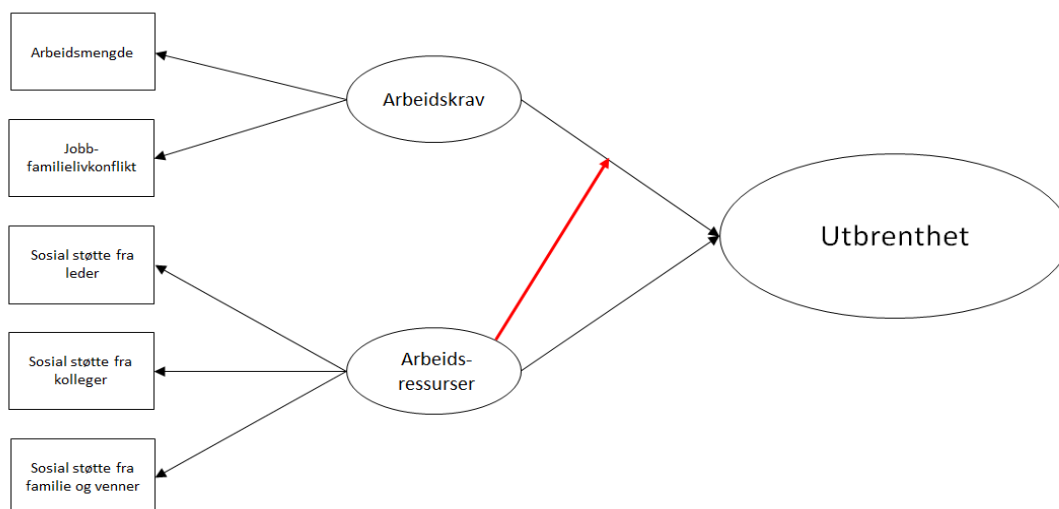 Arbeidsmengde
Jobb-
familielivkonflikt
Sosial støtte fra
leder
Sosial støtte fra
kolleger
Sosial støtte fra
familie og venner
Arbeidskrav
Arbeids-
ressurser
Utbrenthet